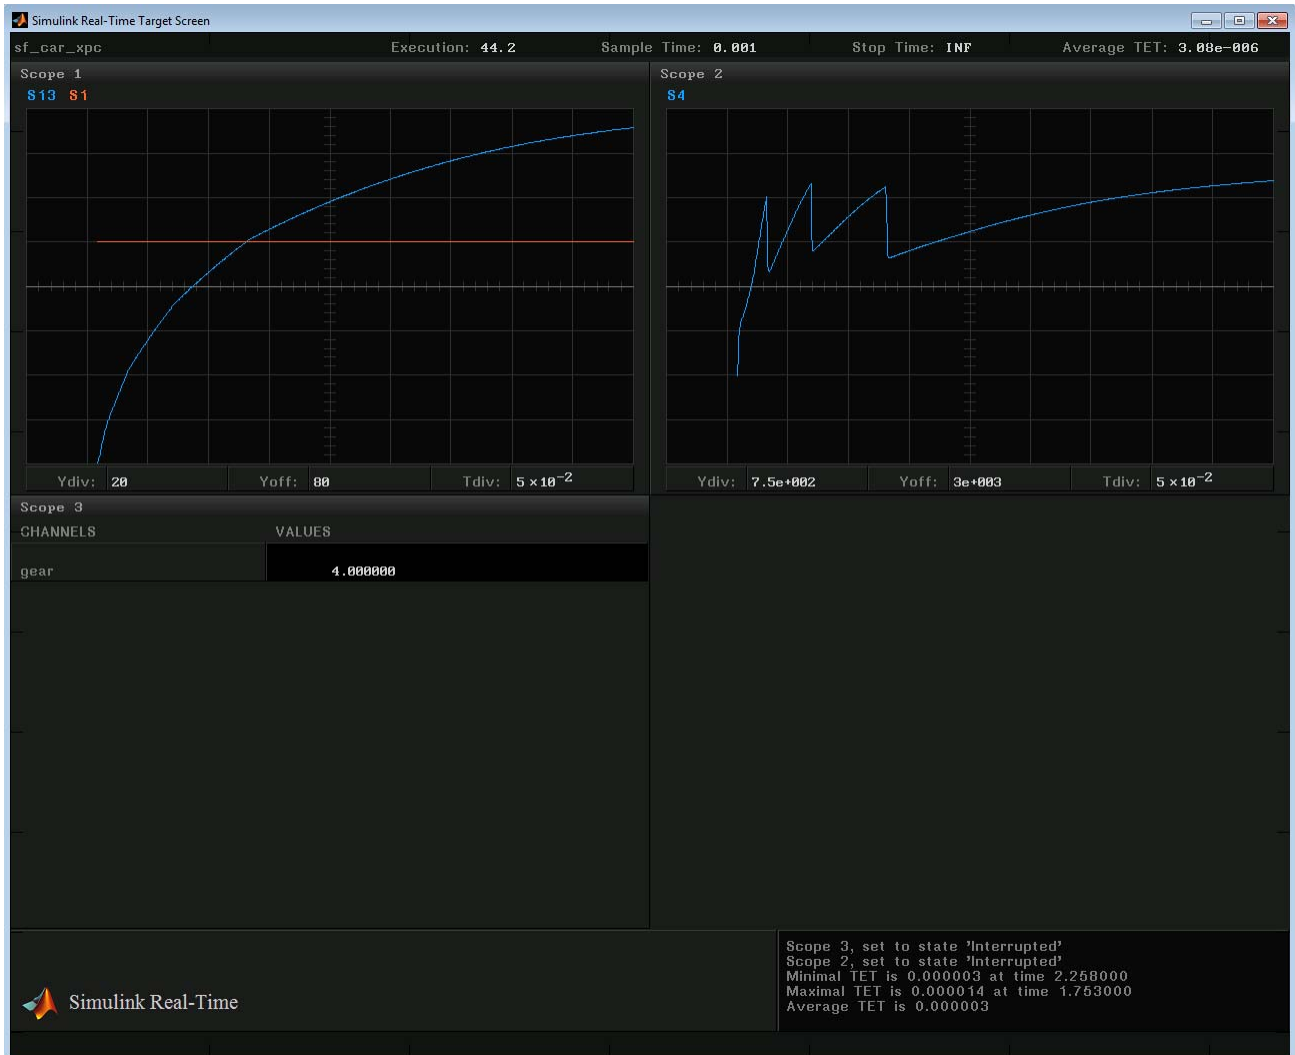 Simulink Real-Time Target Screen
sf_car_xpc Execution: 44.2 Sample Time: 0.001 Stop Time: INF Average TET: 3.08e-006
Scope 1
S13 S1
Ydiv: 20 Yoff: 80 Tdiv: 5×10⁻²
Scope 2
S4
Ydiv: 7.5e+002 Yoff: 3e+003 Tdiv: 5×10⁻²
Scope 3
CHANNELS VALUES
gear 4.000000
Simulink Real-Time
Scope 3, set to state 'Interrupted'
Scope 2, set to state 'Interrupted'
Minimal TET is 0.000003 at time 2.258000
Maximal TET is 0.000014 at time 1.753000
Average TET is 0.000003